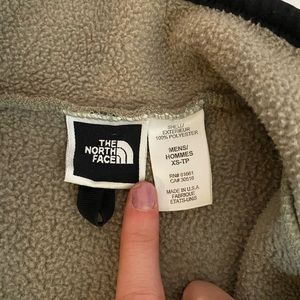 THE
NORTH
FACE
SHELL/
EXTERIEUR
100% POLYESTER
MENS/
HOMMES
XS-TP
RN# 61661
CA# 30516
MADE IN U.S.A.
FABRIQUE
ETATS-UNIS